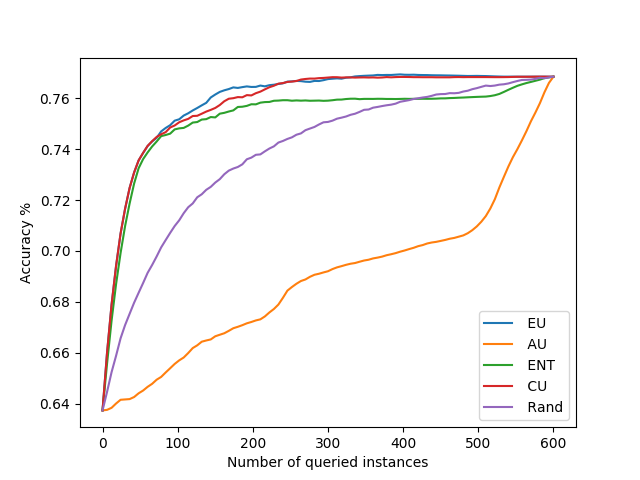 0.76
0.74
0.72
0.70
0.68
0.66
0.64
Accuracy %
0 100 200 300 400 500 600
Number of queried instances
EU
AU
ENT
CU
Rand